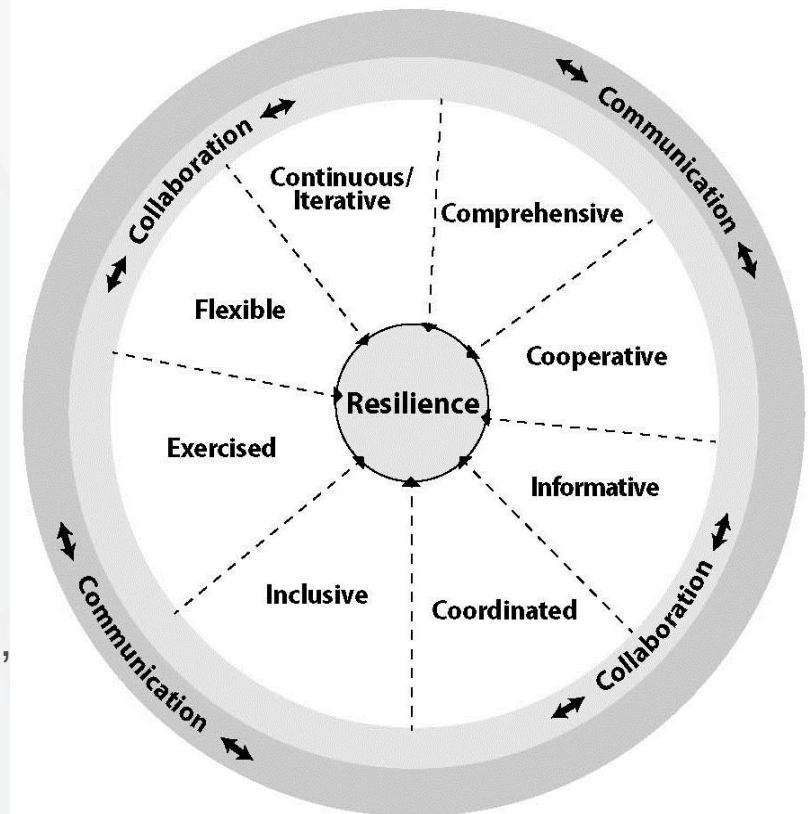 Communication
Collaboration
Continuous/
Iterative
Comprehensive
Flexible
Cooperative
Resilience
Exercised
Informative
Inclusive
Coordinated
Collaboration
Communication
,